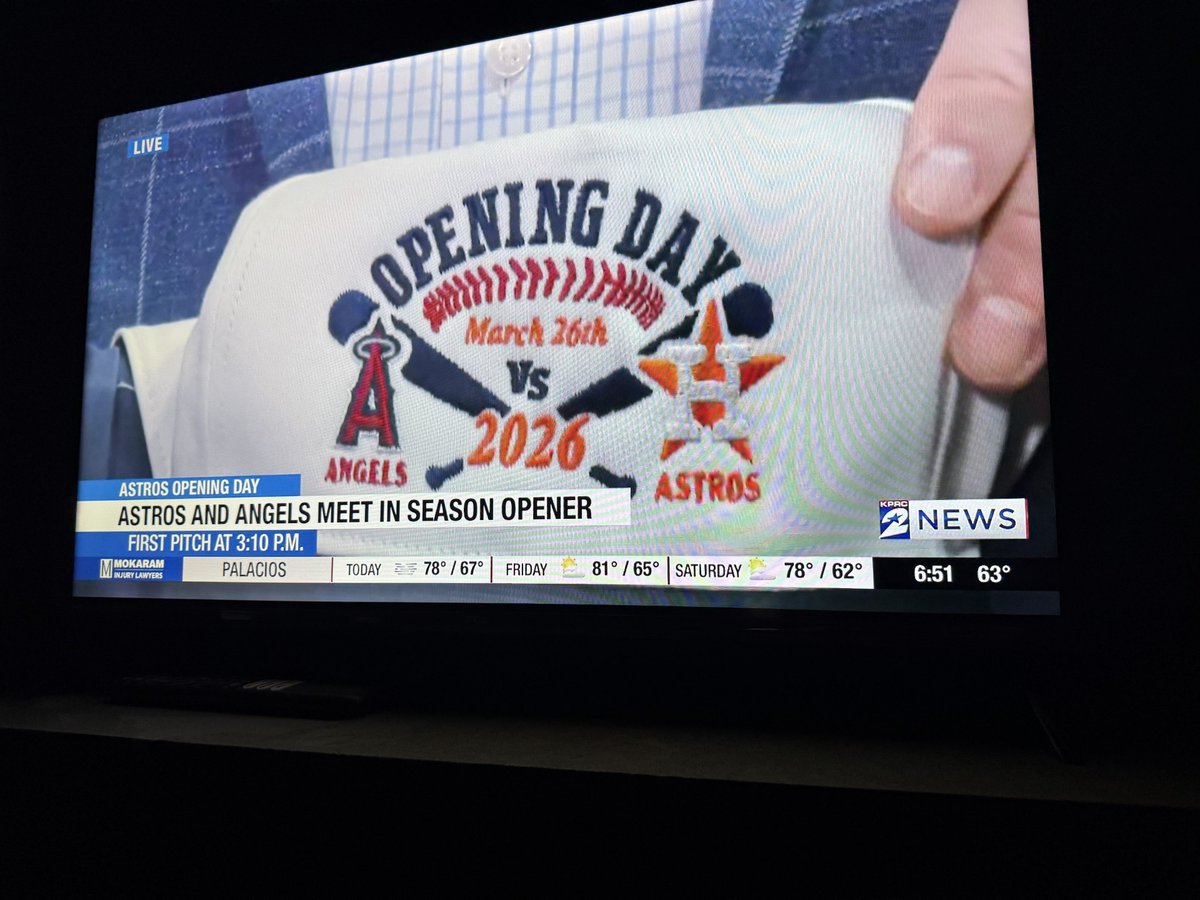 LIVE
OPENING DAY
March 26th
VS
2026
A
H
ANGELS
ASTROS
ASTROS OPENING DAY
ASTROS AND ANGELS MEET IN SEASON OPENER
FIRST PITCH AT 3:10 P.M.
KPRC 2 NEWS
M MOKARAM
INJURY LAWYERS
PALACIOS TODAY 78° / 67° FRIDAY 81° / 65° SATURDAY 78° / 62° 6:51 63°